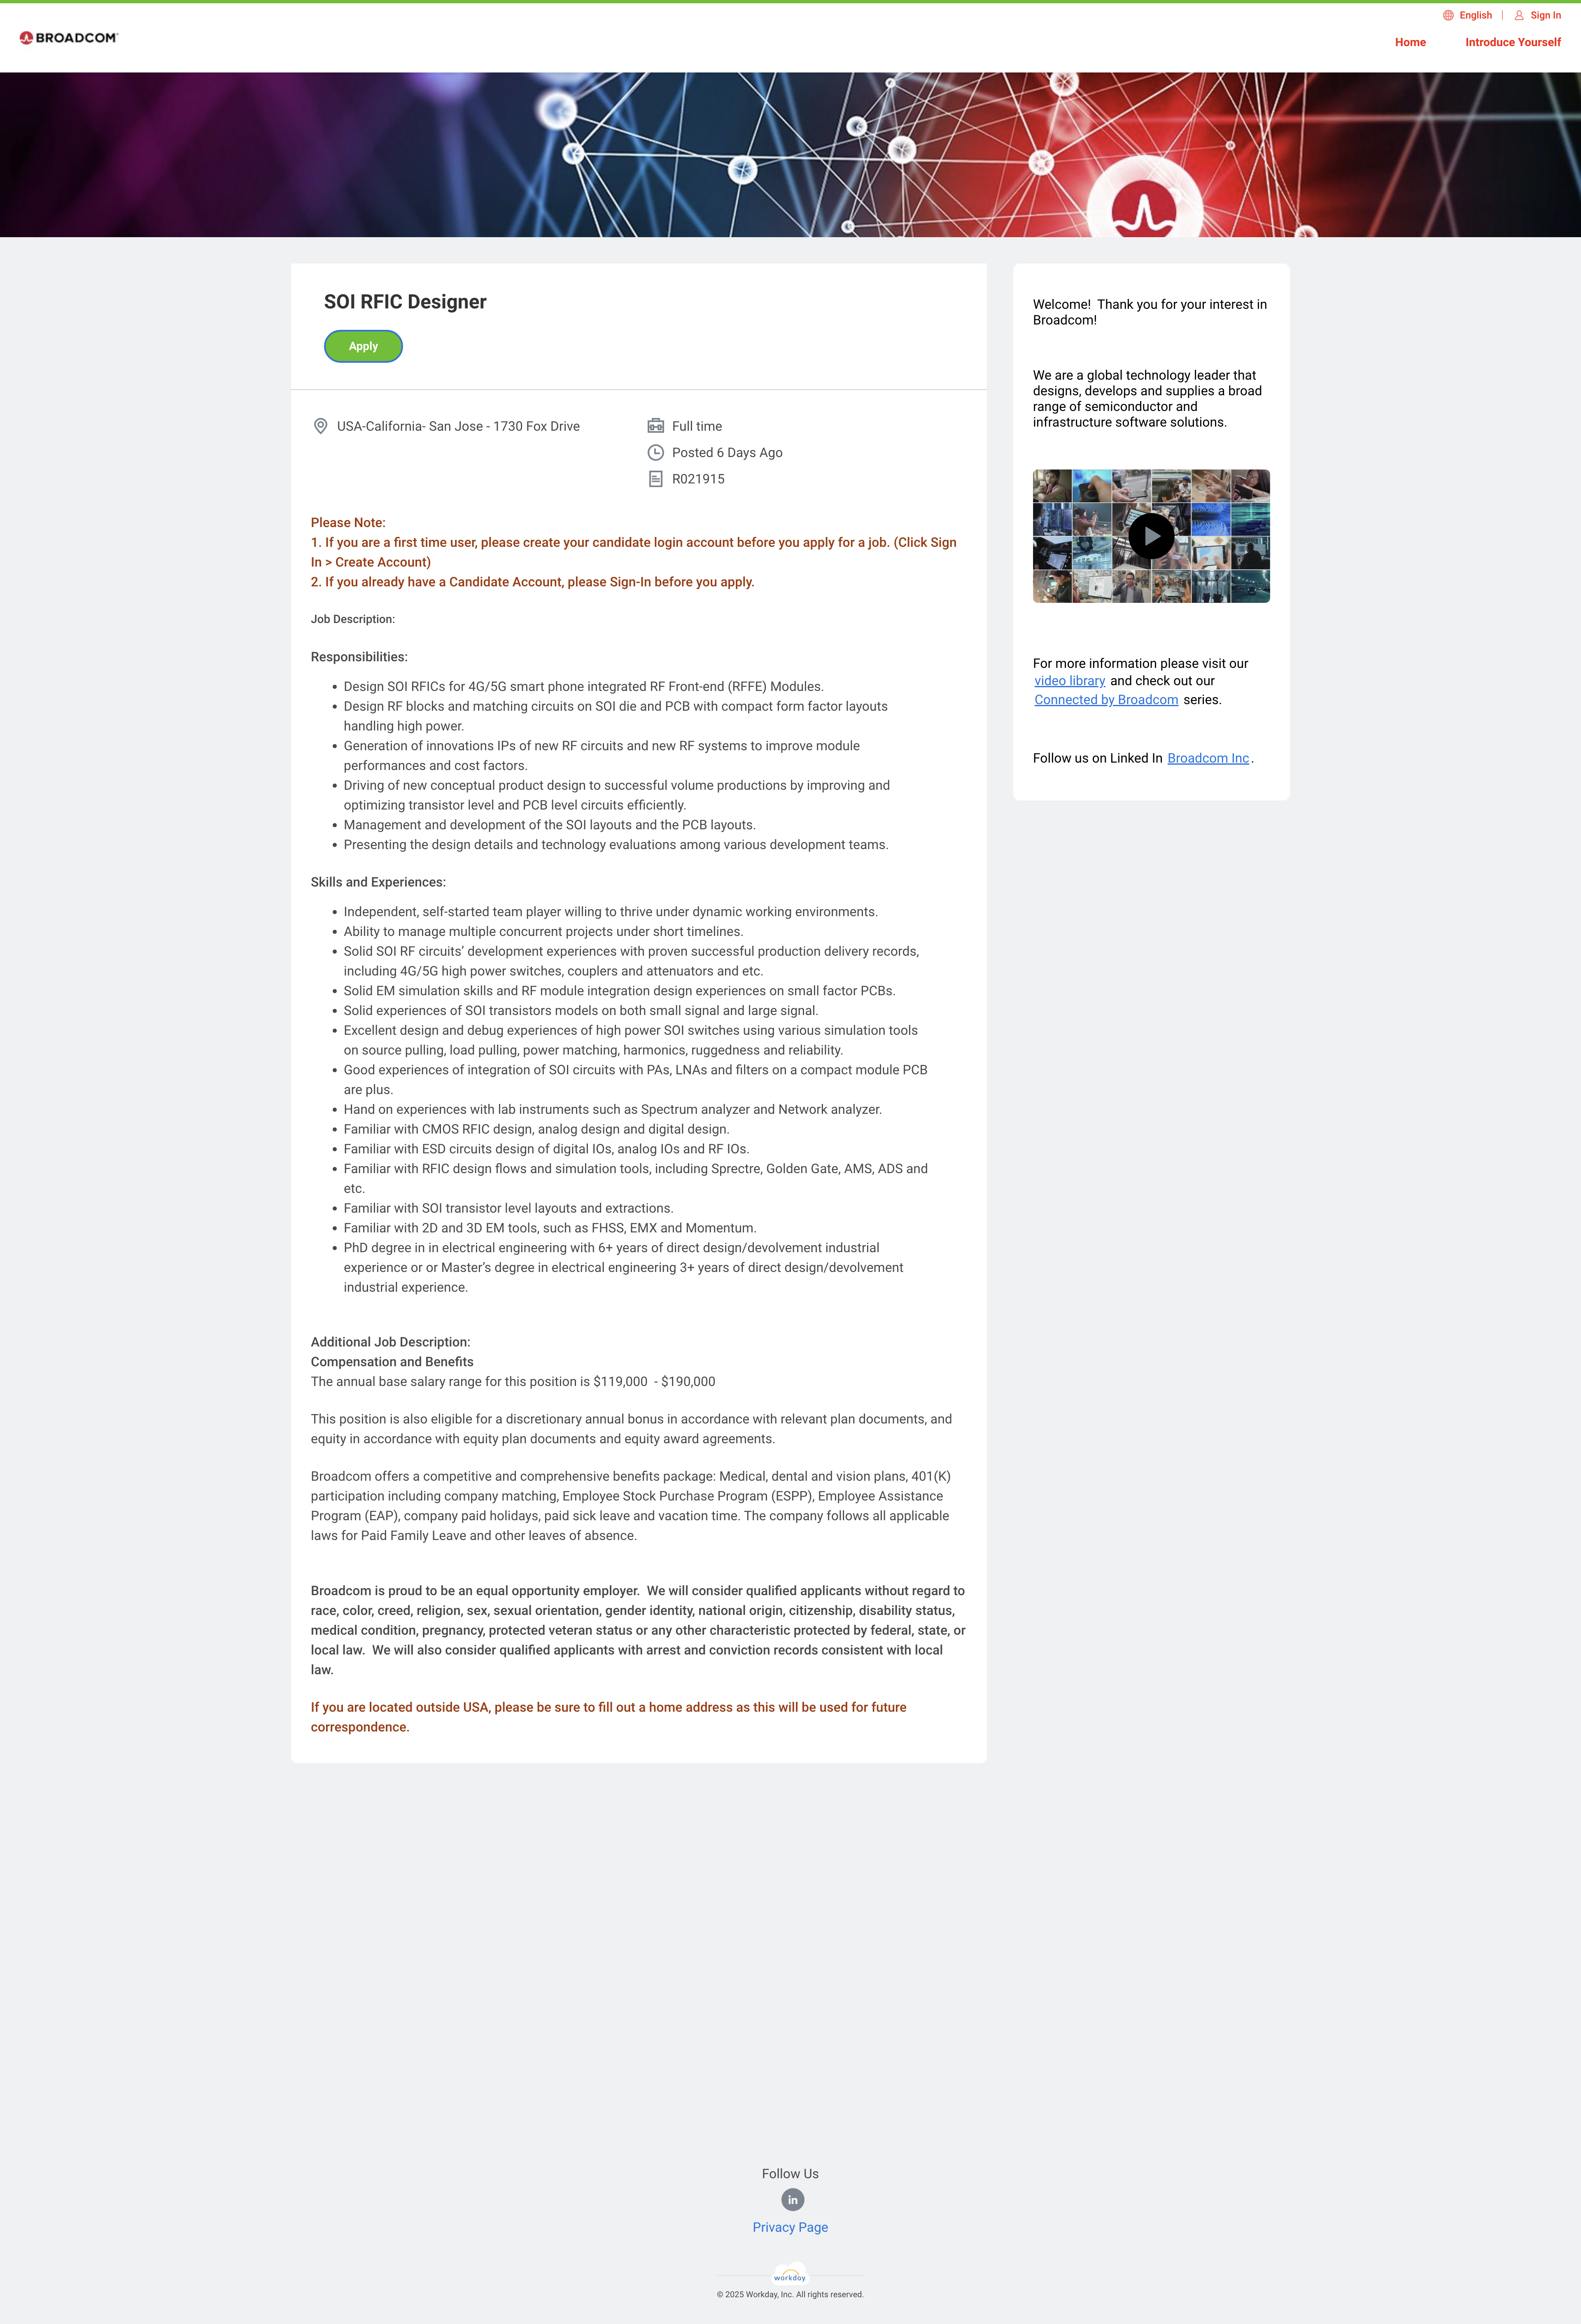 English | Sign In
BROADCOM
Home Introduce Yourself
SOI RFIC Designer
Apply
USA-California- San Jose - 1730 Fox Drive
Full time
Posted 6 Days Ago
R021915
Please Note:
1. If you are a first time user, please create your candidate login account before you apply for a job. (Click Sign
In > Create Account)
2. If you already have a Candidate Account, please Sign-In before you apply.
Job Description:
Responsibilities:
• Design SOI RFICs for 4G/5G smart phone integrated RF Front-end (RFFE) Modules.
• Design RF blocks and matching circuits on SOI die and PCB with compact form factor layouts
handling high power.
• Generation of innovations IPs of new RF circuits and new RF systems to improve module
performances and cost factors.
• Driving of new conceptual product design to successful volume productions by improving and
optimizing transistor level and PCB level circuits efficiently.
• Management and development of the SOI layouts and the PCB layouts.
• Presenting the design details and technology evaluations among various development teams.
Skills and Experiences:
• Independent, self-started team player willing to thrive under dynamic working environments.
• Ability to manage multiple concurrent projects under short timelines.
• Solid SOI RF circuits’ development experiences with proven successful production delivery records,
including 4G/5G high power switches, couplers and attenuators and etc.
• Solid EM simulation skills and RF module integration design experiences on small factor PCBs.
• Solid experiences of SOI transistors models on both small signal and large signal.
• Excellent design and debug experiences of high power SOI switches using various simulation tools
on source pulling, load pulling, power matching, harmonics, ruggedness and reliability.
• Good experiences of integration of SOI circuits with PAs, LNAs and filters on a compact module PCB
are plus.
• Hand on experiences with lab instruments such as Spectrum analyzer and Network analyzer.
• Familiar with CMOS RFIC design, analog design and digital design.
• Familiar with ESD circuits design of digital IOs, analog IOs and RF IOs.
• Familiar with RFIC design flows and simulation tools, including Sprectre, Golden Gate, AMS, ADS and
etc.
• Familiar with SOI transistor level layouts and extractions.
• Familiar with 2D and 3D EM tools, such as FHSS, EMX and Momentum.
• PhD degree in in electrical engineering with 6+ years of direct design/devolvement industrial
experience or or Master’s degree in electrical engineering 3+ years of direct design/devolvement
industrial experience.
Additional Job Description:
Compensation and Benefits
The annual base salary range for this position is $119,000  - $190,000
This position is also eligible for a discretionary annual bonus in accordance with relevant plan documents, and
equity in accordance with equity plan documents and equity award agreements.
Broadcom offers a competitive and comprehensive benefits package: Medical, dental and vision plans, 401(K)
participation including company matching, Employee Stock Purchase Program (ESPP), Employee Assistance
Program (EAP), company paid holidays, paid sick leave and vacation time. The company follows all applicable
laws for Paid Family Leave and other leaves of absence.
Broadcom is proud to be an equal opportunity employer.  We will consider qualified applicants without regard to
race, color, creed, religion, sex, sexual orientation, gender identity, national origin, citizenship, disability status,
medical condition, pregnancy, protected veteran status or any other characteristic protected by federal, state, or
local law.  We will also consider qualified applicants with arrest and conviction records consistent with local
law.
If you are located outside USA, please be sure to fill out a home address as this will be used for future
correspondence.
Welcome!  Thank you for your interest in
Broadcom!
We are a global technology leader that
designs, develops and supplies a broad
range of semiconductor and
infrastructure software solutions.
For more information please visit our
video library and check out our
Connected by Broadcom series.
Follow us on Linked In Broadcom Inc.
Follow Us
in
Privacy Page
workday
© 2025 Workday, Inc. All rights reserved.